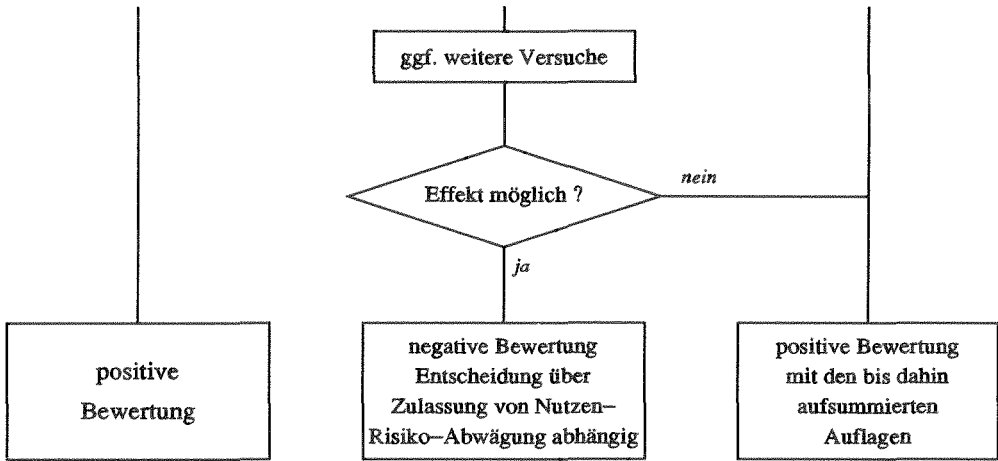 ggf. weitere Versuche
Effekt möglich ?
nein
ja
positive
Bewertung
negative Bewertung
Entscheidung über
Zulassung von Nutzen–
Risiko–Abwägung abhängig
positive Bewertung
mit den bis dahin
aufsummierten
Auflagen